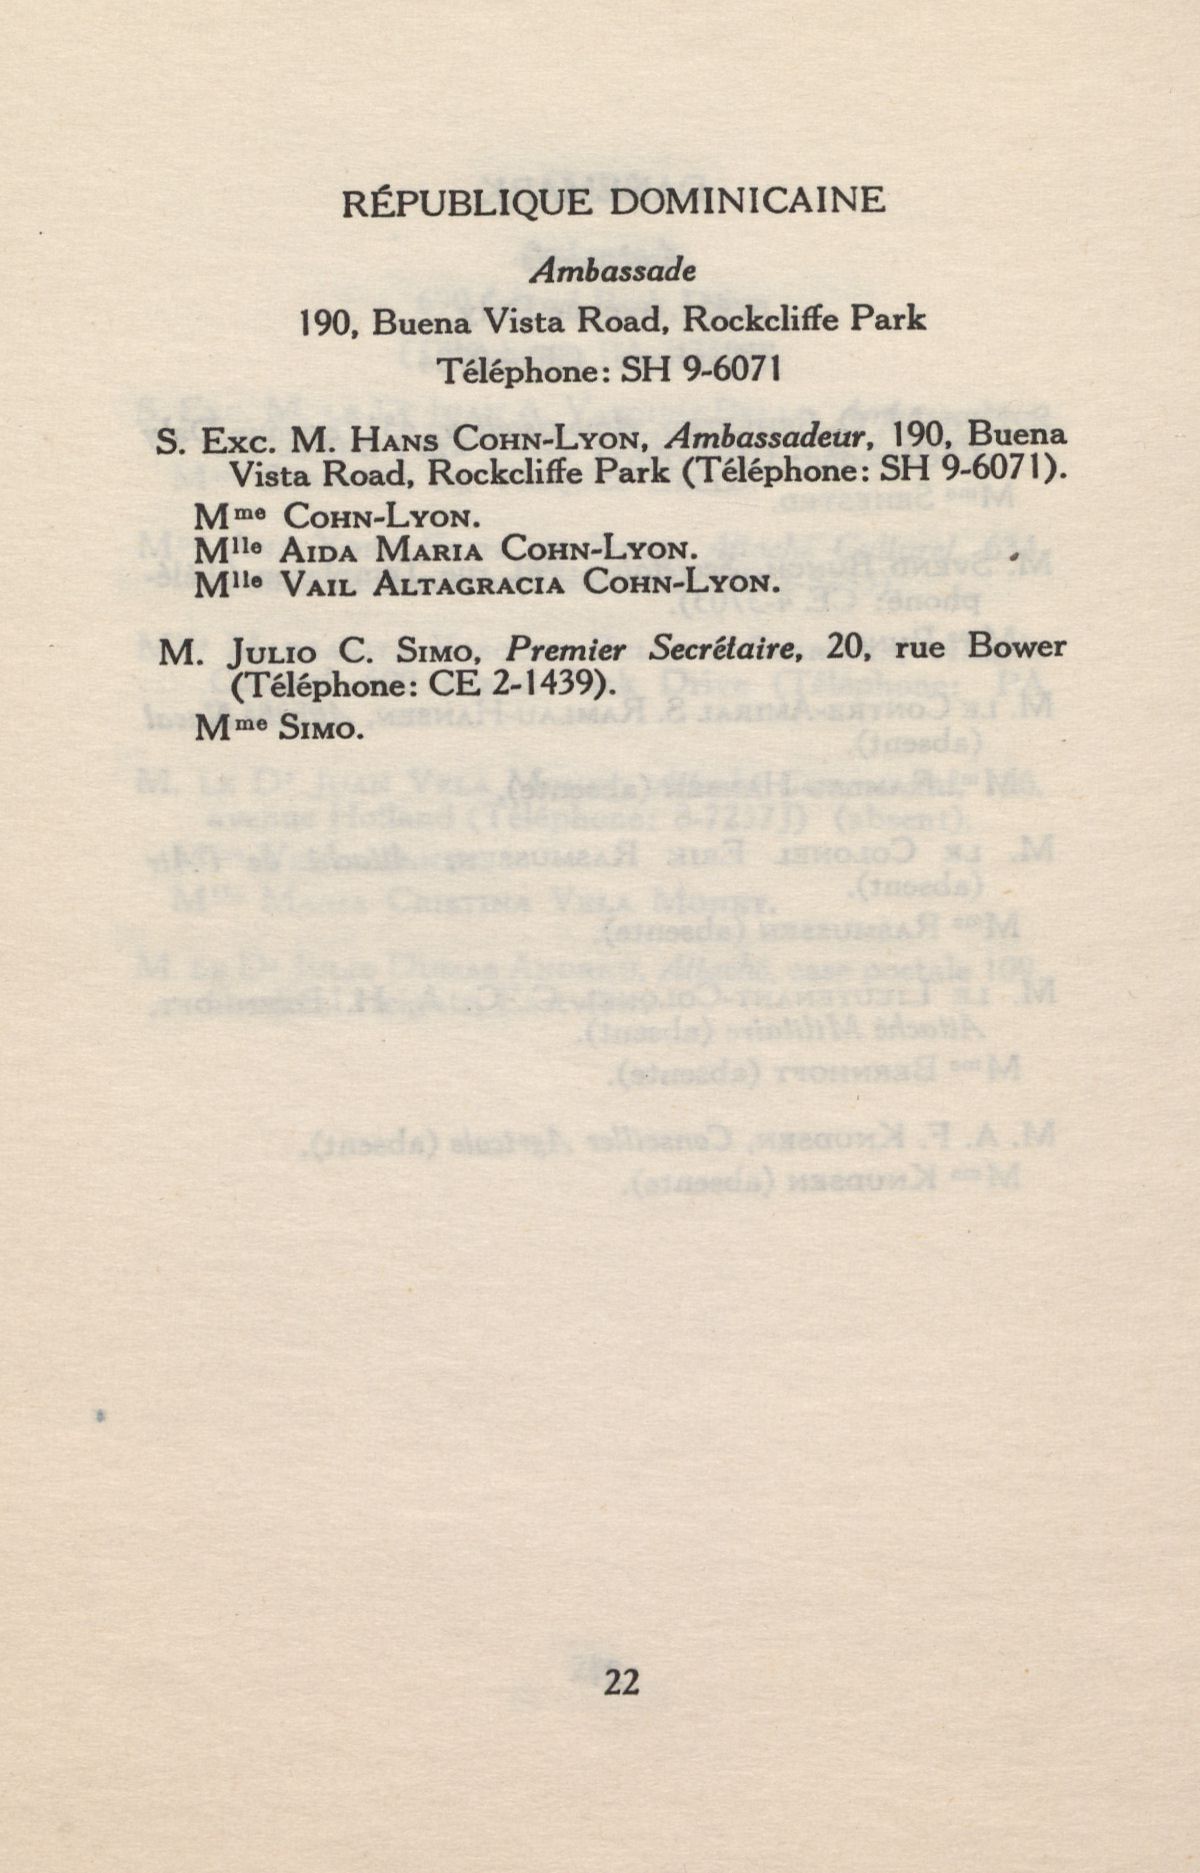 RÉPUBLIQUE DOMINICAINE
Ambassade
190, Buena Vista Road, Rockcliffe Park
Téléphone: SH 9-6071
S. Exc. M. Hans Cohn-Lyon, Ambassadeur, 190, Buena
Vista Road, Rockcliffe Park (Téléphone: SH 9-6071).
Mme Cohn-Lyon.
Mlle Aida Maria Cohn-Lyon.
Mlle Vail Altagracia Cohn-Lyon.
M. Julio C. Simo, Premier Secrétaire, 20, rue Bower
(Téléphone: CE 2-1439).
Mme Simo.
22